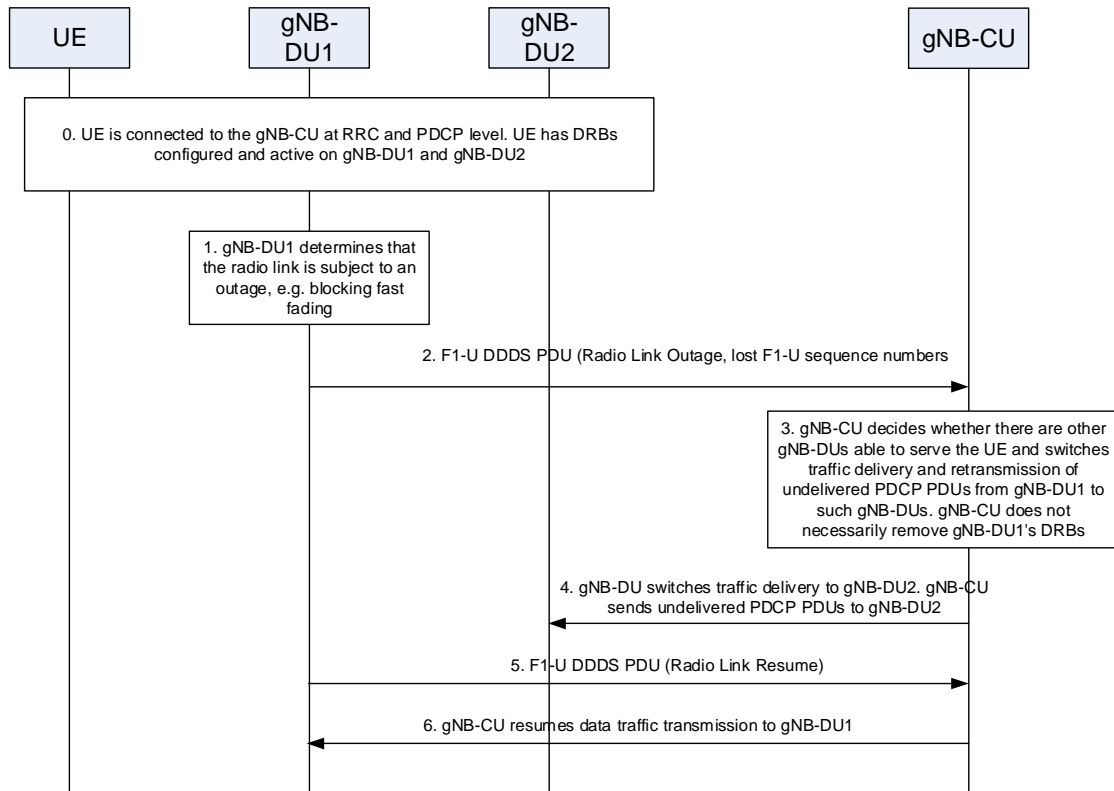 UE
gNB-
DU1
gNB-
DU2
gNB-CU
0. UE is connected to the gNB-CU at RRC and PDCP level. UE has DRBs
configured and active on gNB-DU1 and gNB-DU2
1. gNB-DU1 determines that
the radio link is subject to an
outage, e.g. blocking fast
fading
2. F1-U DDDS PDU (Radio Link Outage, lost F1-U sequence numbers
3. gNB-CU decides whether there are other
gNB-DUs able to serve the UE and switches
traffic delivery and retransmission of
undelivered PDCP PDUs from gNB-DU1 to
such gNB-DUs. gNB-CU does not
necessarily remove gNB-DU1's DRBs
4. gNB-DU switches traffic delivery to gNB-DU2. gNB-CU
sends undelivered PDCP PDUs to gNB-DU2
5. F1-U DDDS PDU (Radio Link Resume)
6. gNB-CU resumes data traffic transmission to gNB-DU1